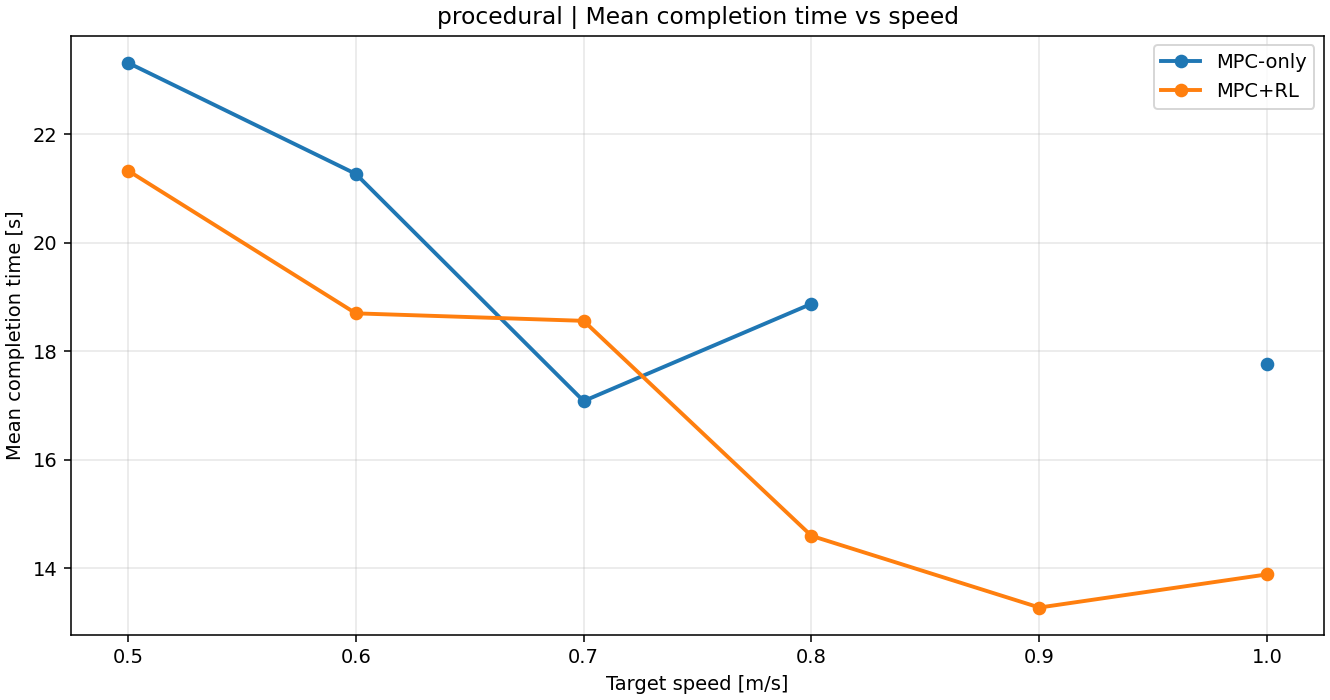 procedural | Mean completion time vs speed
MPC-only
MPC+RL
Mean completion time [s]
22
20
18
16
14
0.5 0.6 0.7 0.8 0.9 1.0
Target speed [m/s]